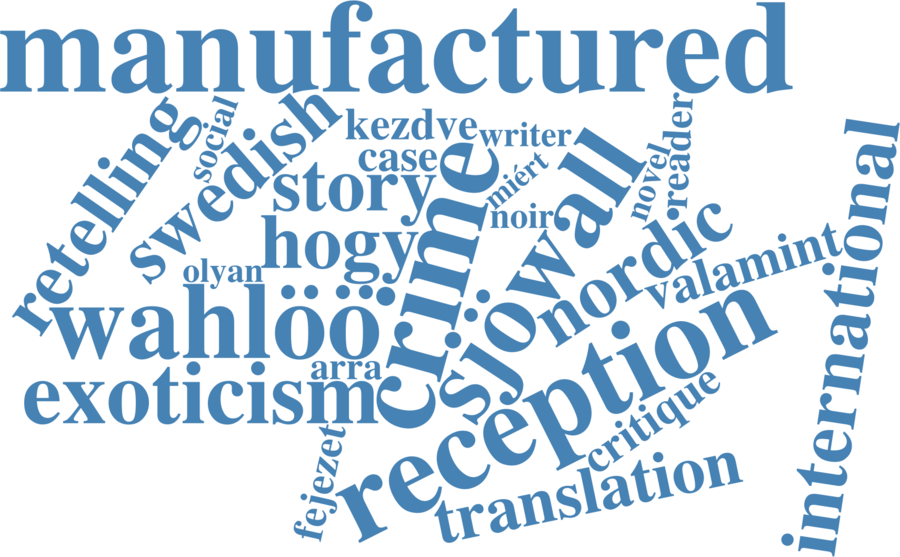 manufactured
retelling
social
swedish
kezdve
writer
case
story
crime
miért
noir
novel
reader
hogy
olyan
wahlöö
sjöwall
nordic
valamint
international
arra
exoticism
reception
critique
fejezet
translation